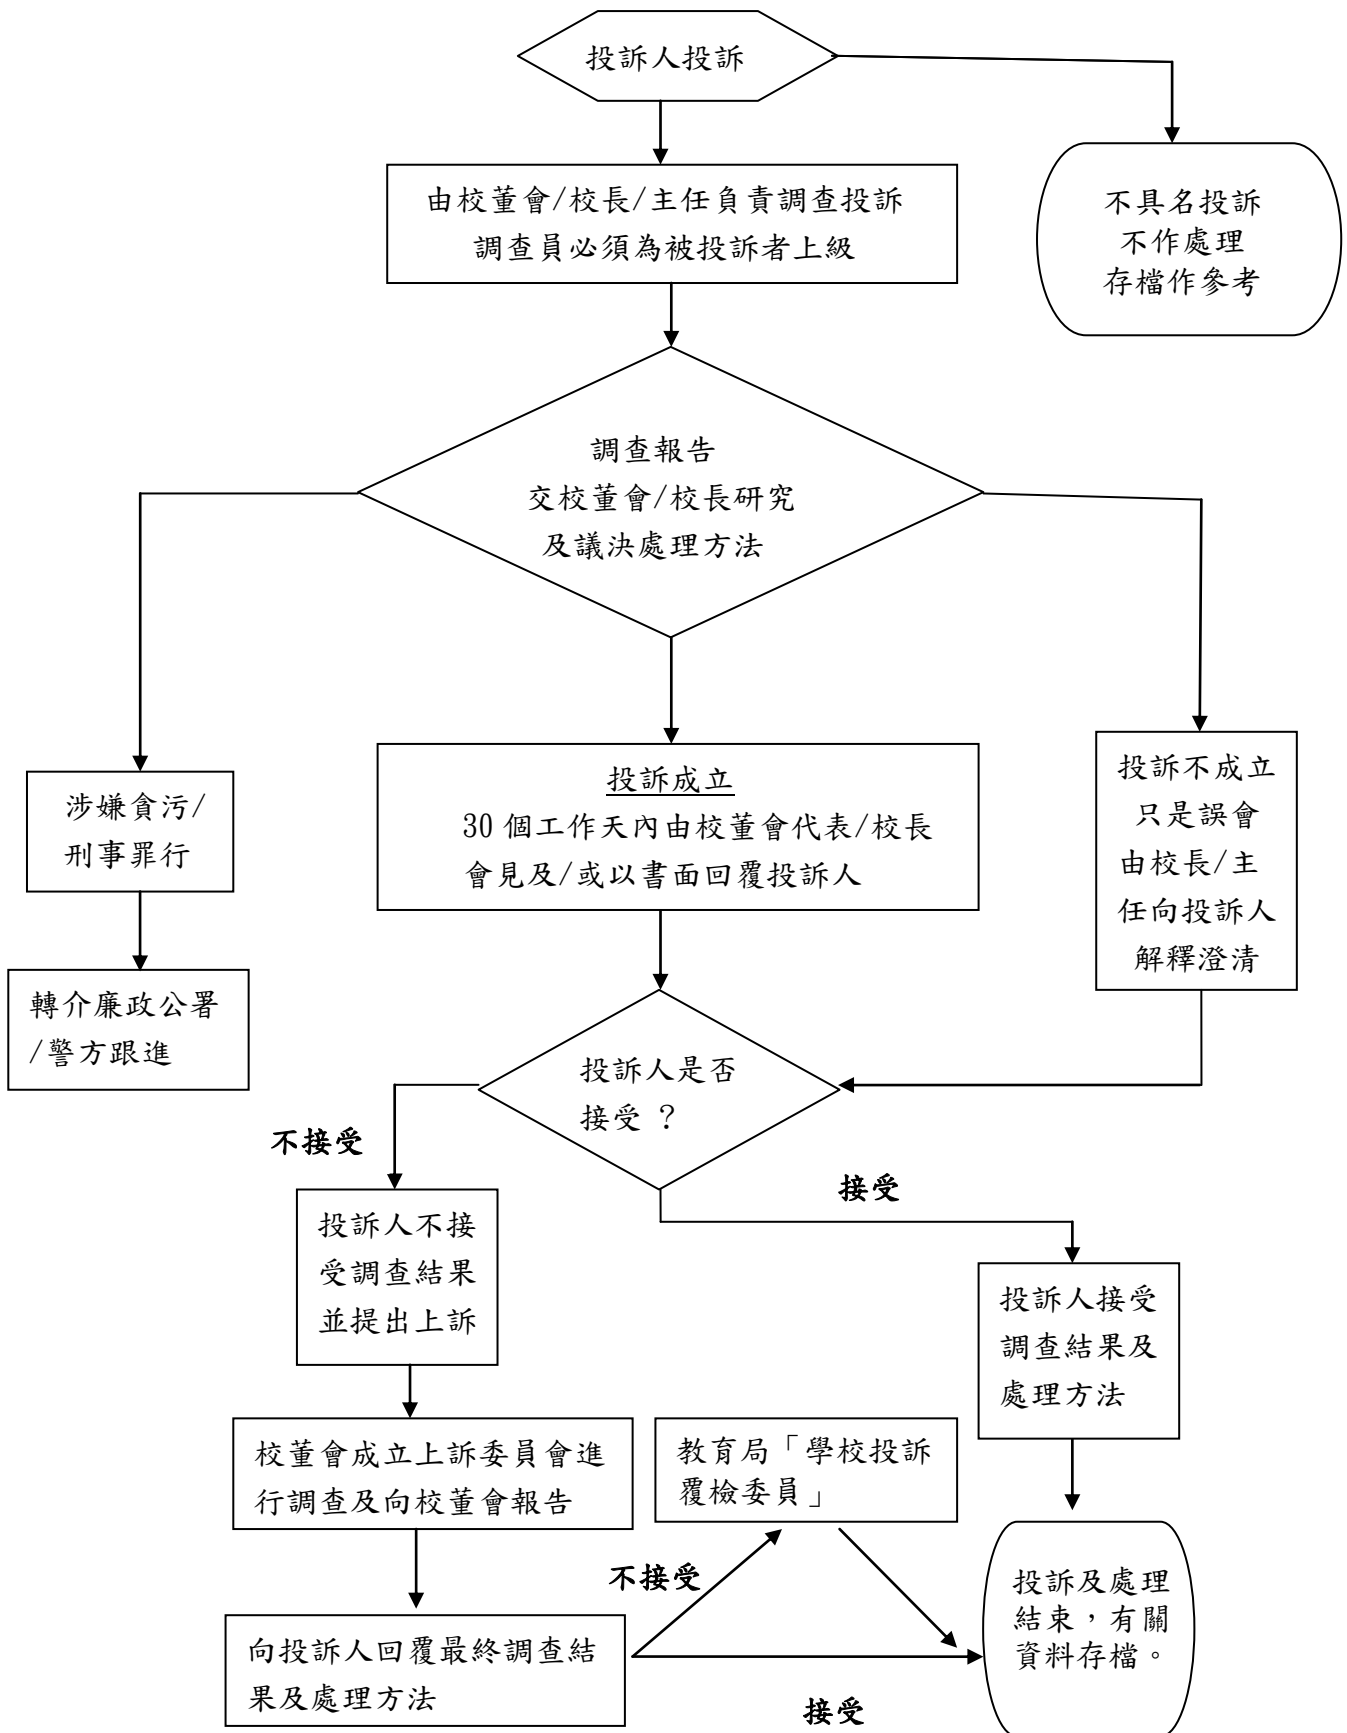 投訴人投訴
由校董會/校長/主任負責調查投訴
調查員必須為被投訴者上級
不具名投訴
不作處理
存檔作參考
調查報告
交校董會/校長研究
及議決處理方法
涉嫌貪污/
刑事罪行
轉介廉政公署
/警方跟進
投訴成立
30 個工作天內由校董會代表/校長
會見及/或以書面回覆投訴人
投訴不成立
只是誤會
由校長/主
任向投訴人
解釋澄清
投訴人是否
接受 ?
不接受
接受
投訴人不接
受調查結果
並提出上訴
投訴人接受
調查結果及
處理方法
校董會成立上訴委員會進
行調查及向校董會報告
教育局「學校投訴
覆檢委員」
不接受
向投訴人回覆最終調查結
果及處理方法
接受
投訴及處理
結束，有關
資料存檔。